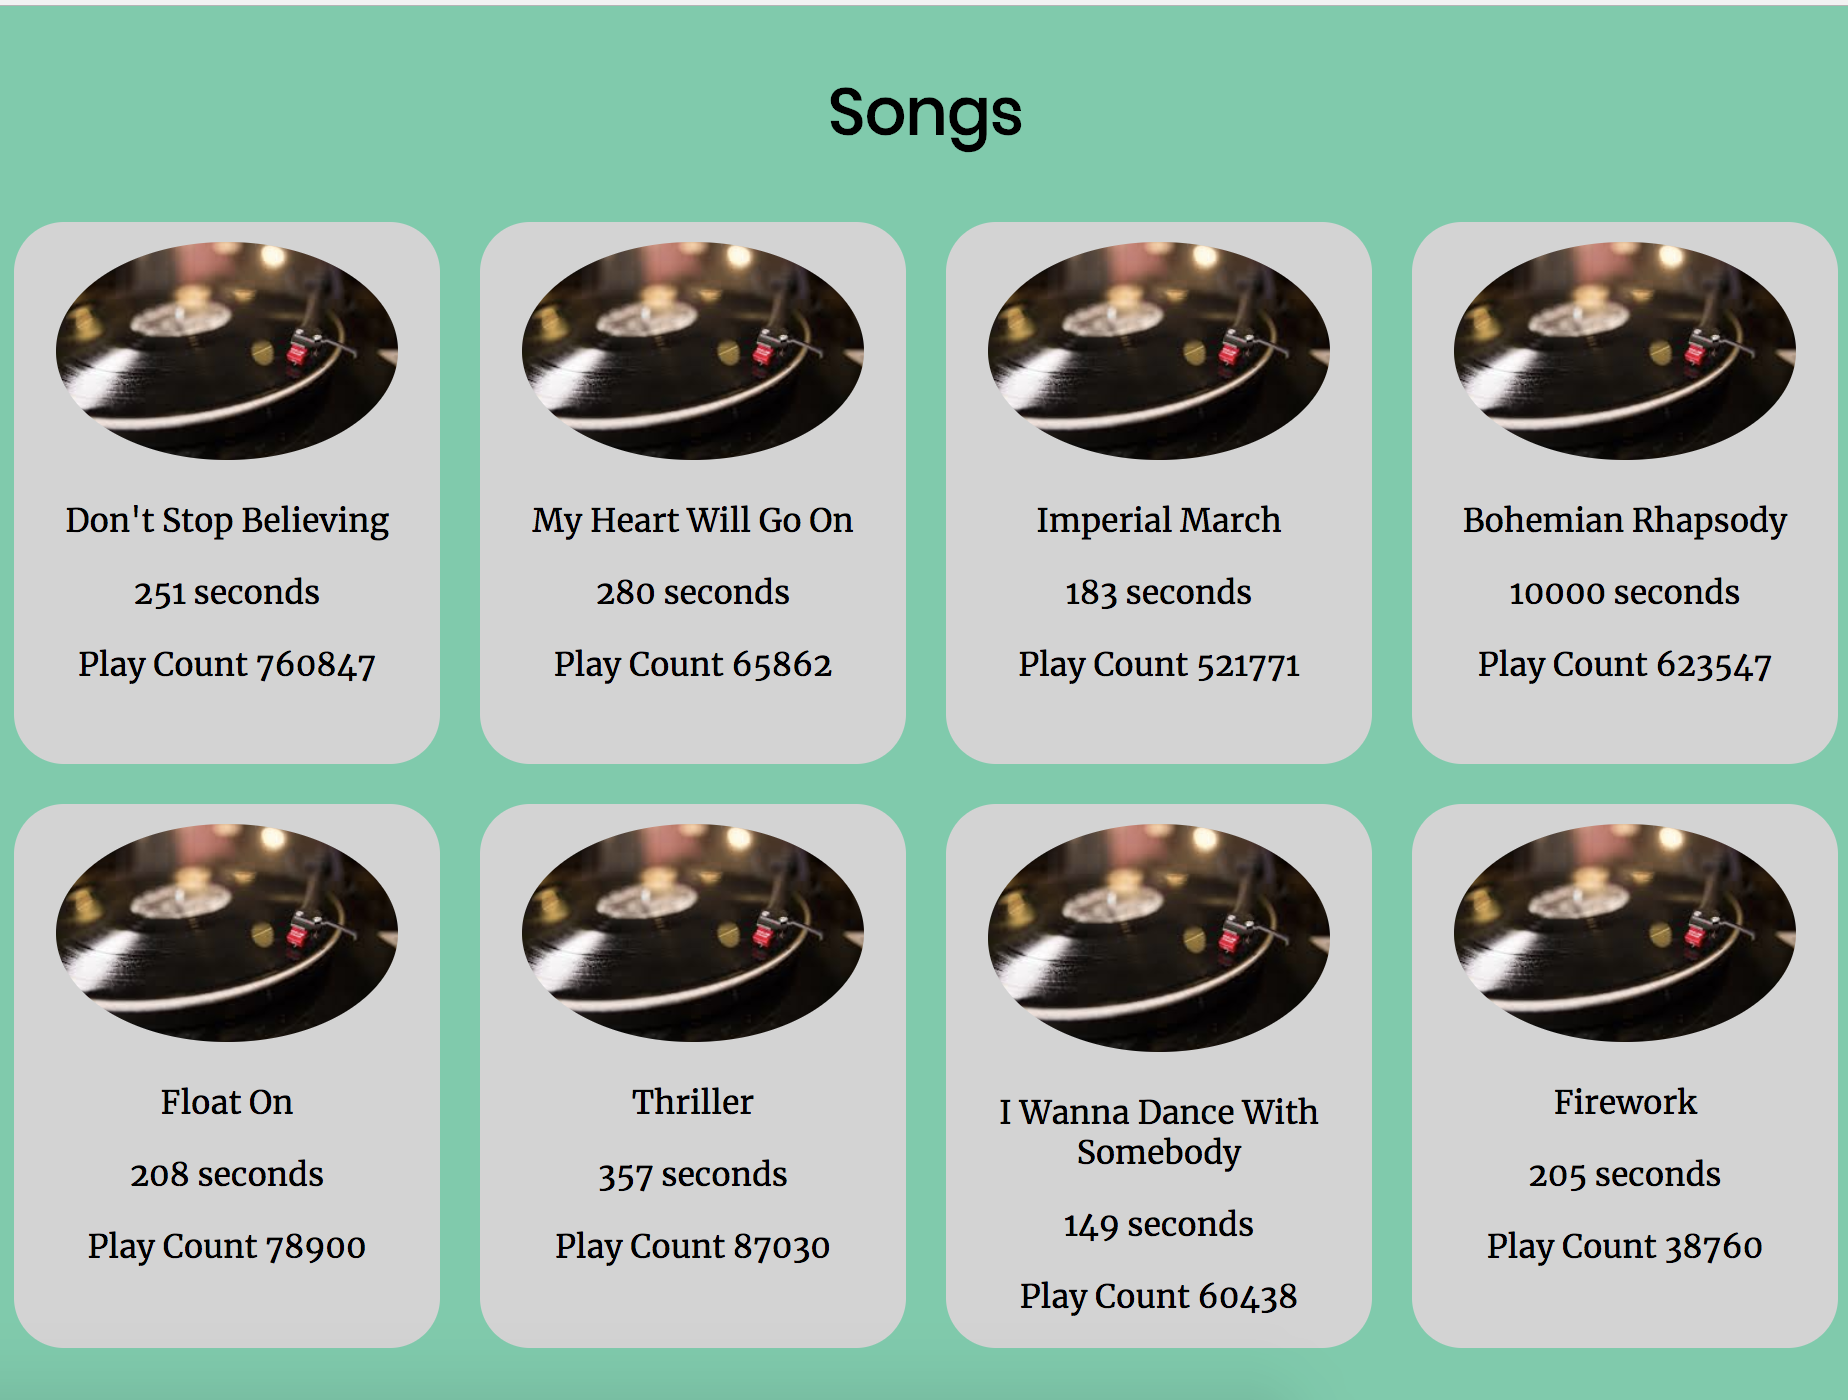 Songs
Don't Stop Believing
251 seconds
Play Count 760847
My Heart Will Go On
280 seconds
Play Count 65862
Imperial March
183 seconds
Play Count 521771
Bohemian Rhapsody
10000 seconds
Play Count 623547
Float On
208 seconds
Play Count 78900
Thriller
357 seconds
Play Count 87030
I Wanna Dance With
Somebody
149 seconds
Play Count 60438
Firework
205 seconds
Play Count 38760